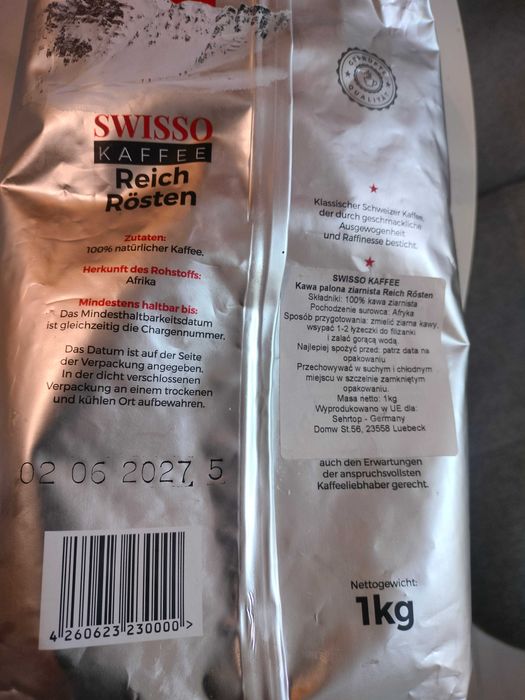 SWISSO
KAFFEE
Reich
Rösten
Zutaten:
100% natürlicher Kaffee.
Herkunft des Rohstoffs:
Afrika
Mindestens haltbar bis:
Das Mindesthaltbarkeitsdatum
ist gleichzeitig die Chargennummer.
Das Datum ist auf der Seite
der Verpackung angegeben.
In der dicht verschlossenen
Verpackung an einem trockenen
und kühlen Ort aufbewahren.
02 06 2027, 5
4 260623 230000 >
GEPRÜFTE
QUALITÄT
Klassischer Schweizer Kaffee,
der durch geschmackliche
Ausgewogenheit
und Raffinesse besticht.
SWISSO KAFFEE
Kawa palona ziarnista Reich Rösten
Składniki: 100% kawa ziarnista
Pochodzenie surowca: Afryka
Sposób przygotowania: zmielić ziarna kawy,
wsypać 1-2 łyżeczki do filiżanki
i zalać gorącą wodą.
Najlepiej spożyć przed: patrz data na
opakowaniu
Przechowywać w suchym i chłodnym
miejscu w szczelnie zamkniętym
opakowaniu.
Masa netto: 1kg
Wyprodukowano w UE dla:
Sehrtop - Germany
Domw St.56, 23558 Luebeck
auch den Erwartungen
der anspruchsvollsten
Kaffeeliebhaber gerecht.
Nettogewicht:
1kg